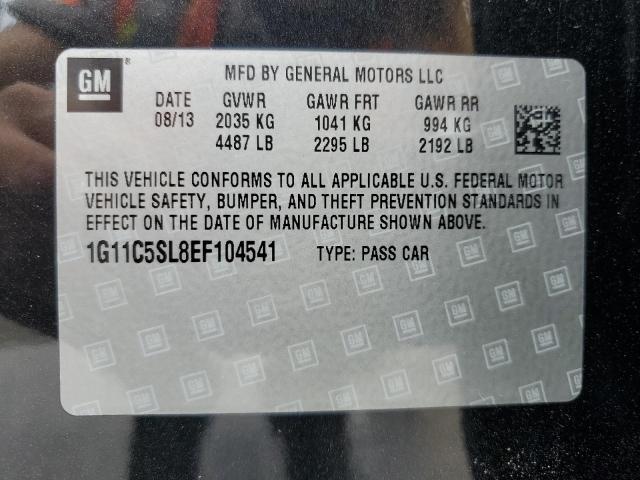 GM ®
MFD BY GENERAL MOTORS LLC
DATE GVWR GAWR FRT GAWR RR
08/13 2035 KG 1041 KG 994 KG
4487 LB 2295 LB 2192 LB
THIS VEHICLE CONFORMS TO ALL APPLICABLE U.S. FEDERAL MOTOR
VEHICLE SAFETY, BUMPER, AND THEFT PREVENTION STANDARDS IN
EFFECT ON THE DATE OF MANUFACTURE SHOWN ABOVE.
1G11C5SL8EF104541 TYPE: PASS CAR